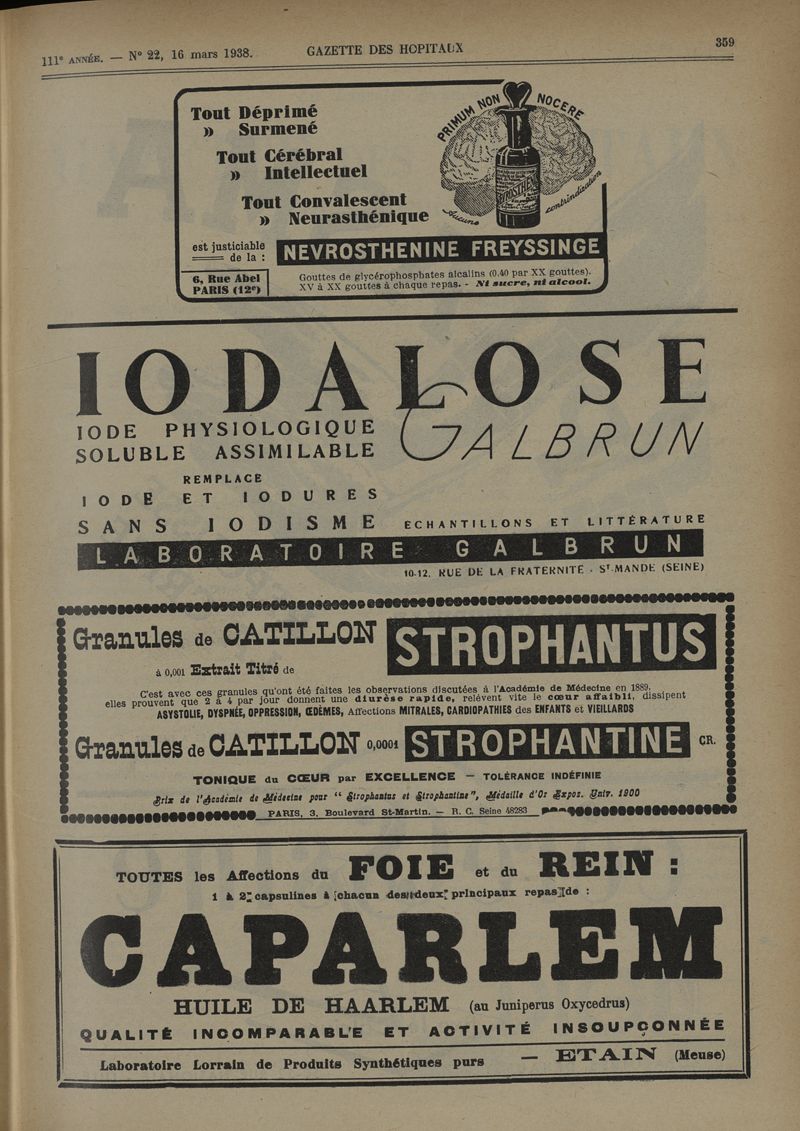 111e ANNÉE. — N° 22, 16 mars 1938.
GAZETTE DES HOPITAUX
359
Tout Déprimé
» Surmené
Tout Cérébral
» Intellectuel
Tout Convalescent
» Neurasthénique
PRIMUM NON NOCERE
Aucune contrindication
est justiciable
de la :
NEVROSTHENINE FREYSSINGE
6, Rue Abel
PARIS (12e)
Gouttes de glycérophosphates alcalins (0.40 par XX gouttes).
XV à XX gouttes à chaque repas. - Ni sucre, ni alcool.
IODALOSE
GALBRUN
IODE PHYSIOLOGIQUE
SOLUBLE ASSIMILABLE
REMPLACE
IODE ET IODURES
SANS IODISME
ECHANTILLONS ET LITTÉRATURE
LABORATOIRE GALBRUN
10-12, RUE DE LA FRATERNITE . ST-MANDE (SEINE)
Granules de CATILLON
à 0,001 Extrait Titré de
STROPHANTUS
C'est avec ces granules qu'ont été faites les observations discutées à l'Académie de Médecine en 1889.
elles prouvent que 2 à 4 par jour donnent une diurèse rapide, relèvent vite le cœur affaibli, dissipent
ASYSTOLIE, DYSPNÉE, OPPRESSION, ŒDÈMES, Affections MITRALES, CARDIOPATHIES des ENFANTS et VIEILLARDS
Granules de CATILLON 0,0001 STROPHANTINE CR.
TONIQUE du CŒUR par EXCELLENCE — TOLÉRANCE INDÉFINIE
Prix de l'Académie de Médecine pour “ Strophantus et Strophantine ”, Médaille d'Or Expos. Univ. 1900
PARIS, 3, Boulevard St-Martin. — R. C. Seine 48283
TOUTES les Affections du FOIE et du REIN :
1 à 2 capsulines à chacun des deux principaux repas de :
CAPARLEM
HUILE DE HAARLEM (au Juniperus Oxycedrus)
QUALITÉ INCOMPARABLE ET ACTIVITÉ INSOUPÇONNÉE
Laboratoire Lorrain de Produits Synthétiques purs — ETAIN (Meuse)